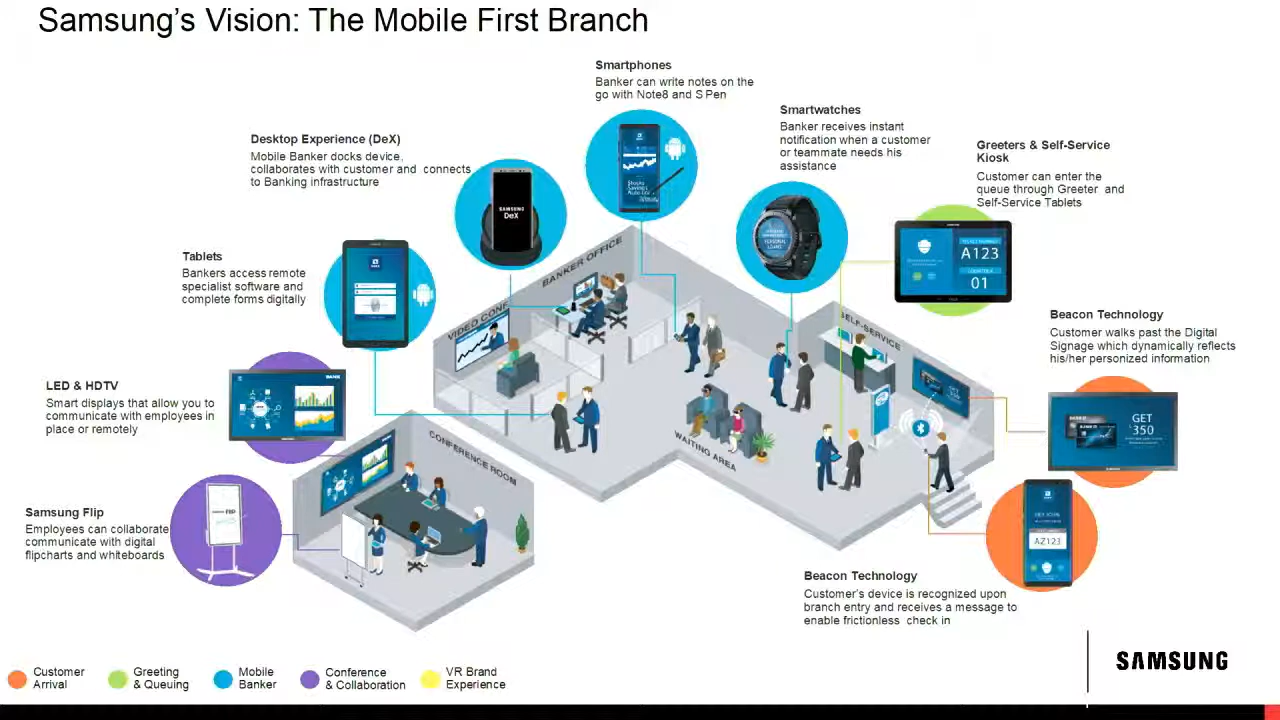 Samsung’s Vision: The Mobile First Branch
Smartphones
Banker can write notes on the
go with Note8 and S Pen
Smartwatches
Banker receives instant
notification when a customer
or teammate needs his
assistance
Desktop Experience (DeX)
Mobile Banker docks device,
collaborates with customer and connects
to Banking infrastructure
Greeters & Self-Service
Kiosk
Customer can enter the
queue through Greeter and
Self-Service Tablets
SAMSUNG
DeX
PERSONAL
LOANS
A123
01
Tablets
Bankers access remote
specialist software and
complete forms digitally
BANKER OFFICE
VIDEO CONF
SELF-SERVICE
Beacon Technology
Customer walks past the Digital
Signage which dynamically reflects
his/her personized information
LED & HDTV
Smart displays that allow you to
communicate with employees in
place or remotely
BANK
GET
350
CONFERENCE ROOM
WAITING AREA
Samsung Flip
Employees can collaborate
communicate with digital
flipcharts and whiteboards
FLIP
AZ123
Beacon Technology
Customer’s device is recognized upon
branch entry and receives a message to
enable frictionless check in
Customer
Arrival
Greeting
& Queuing
Mobile
Banker
Conference
& Collaboration
VR Brand
Experience
SAMSUNG